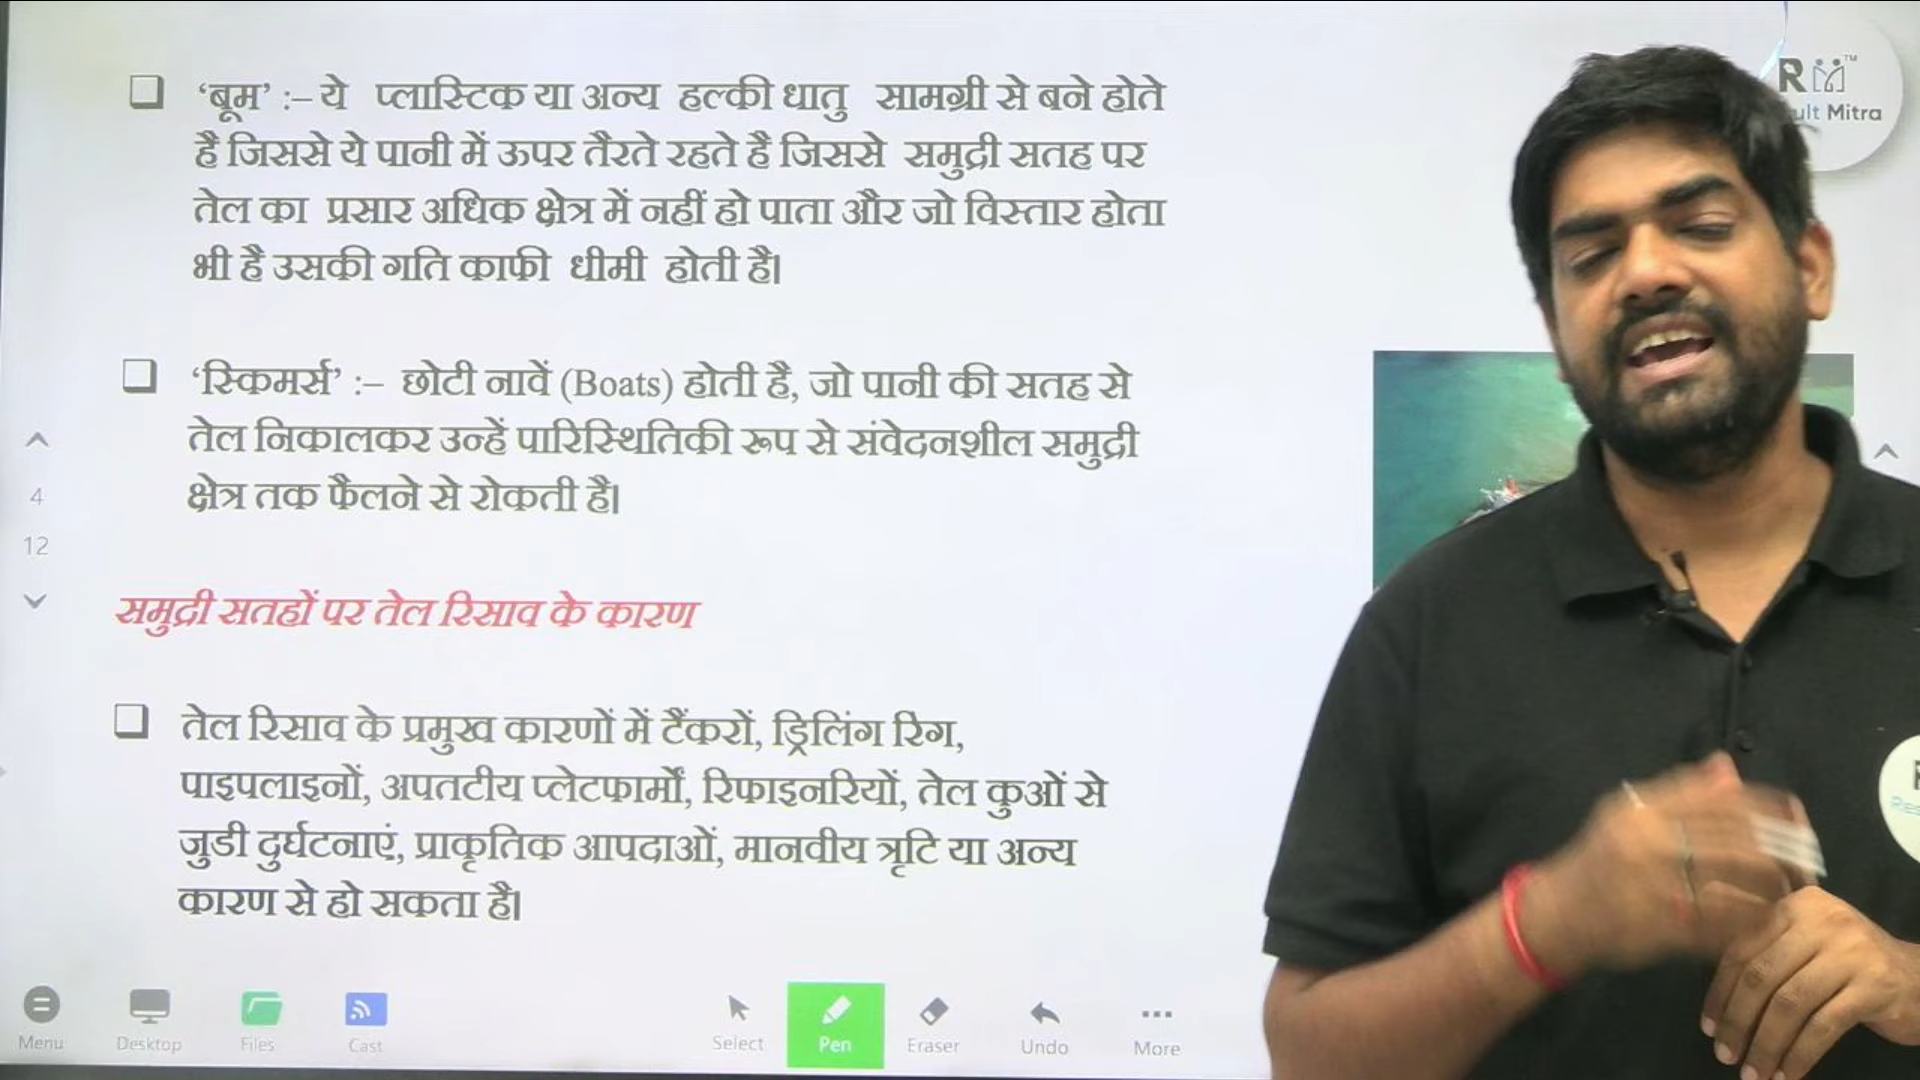 ‘बूम’ :– ये प्लास्टिक या अन्य हल्की धातु सामग्री से बने होते
है जिससे ये पानी में ऊपर तैरते रहते है जिससे समुद्री सतह पर
तेल का प्रसार अधिक क्षेत्र में नहीं हो पाता और जो विस्तार होता
भी है उसकी गति काफी धीमी होती है।
‘स्किमर्स’ :– छोटी नावें (Boats) होती है, जो पानी की सतह से
तेल निकालकर उन्हें पारिस्थितिकी रूप से संवेदनशील समुद्री
क्षेत्र तक फैलने से रोकती है।
समुद्री सतहों पर तेल रिसाव के कारण
तेल रिसाव के प्रमुख कारणों में टैंकरों, ड्रिलिंग रिंग,
पाइपलाइनों, अपतटीय प्लेटफार्मों, रिफाइनरियों, तेल कुओं से
जुडी दुर्घटनाएं, प्राकृतिक आपदाओं, मानवीय त्रृटि या अन्य
कारण से हो सकता है।
4
12
Mitra
Menu Desktop Files Cast Select Pen Eraser Undo More